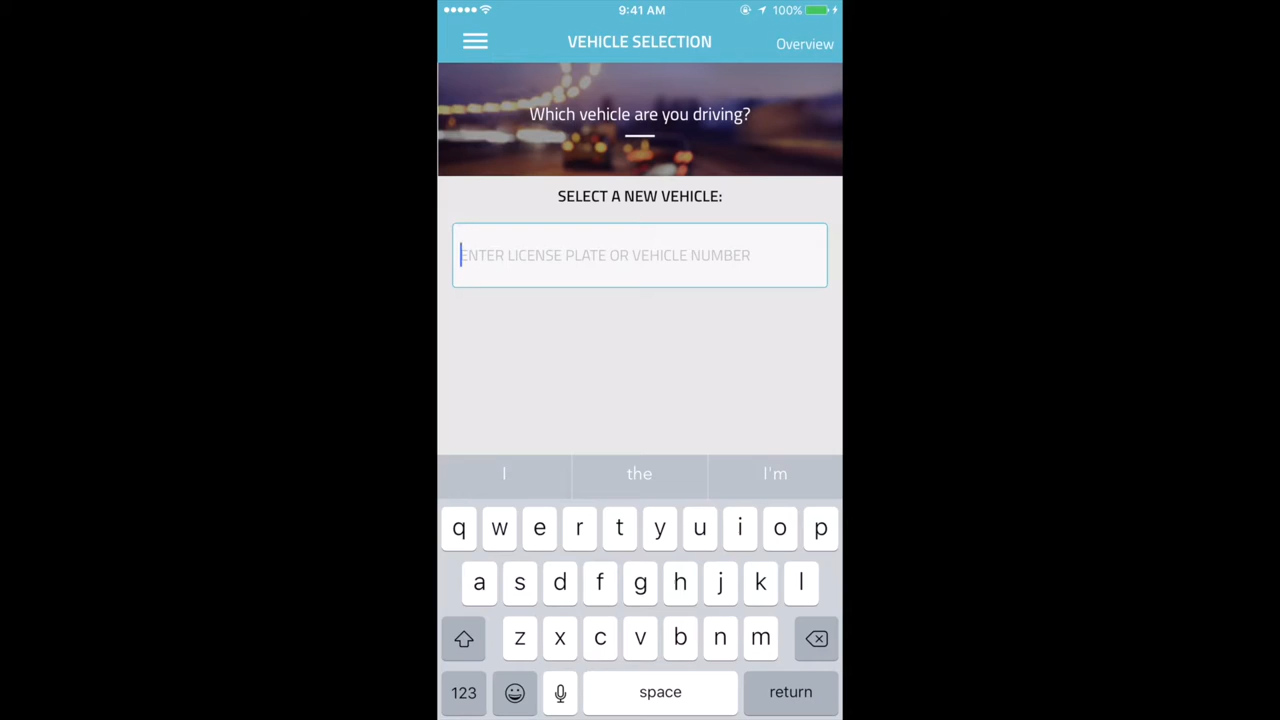 9:41 AM 100%
VEHICLE SELECTION Overview
Which vehicle are you driving?
SELECT A NEW VEHICLE:
ENTER LICENSE PLATE OR VEHICLE NUMBER
I the I'm
q w e r t y u i o p
a s d f g h j k l
z x c v b n m
123 space return